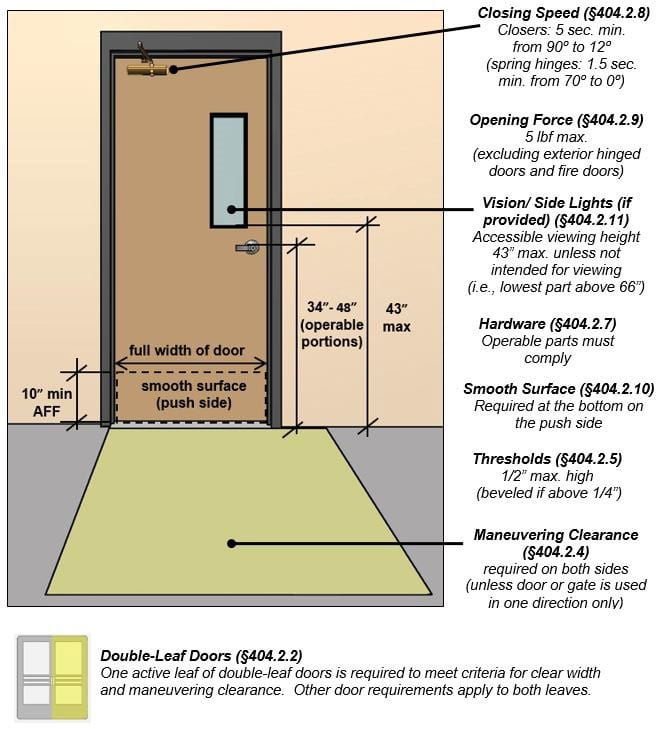 Closing Speed (§404.2.8)
Closers: 5 sec. min.
from 90º to 12º
(spring hinges: 1.5 sec.
min. from 70º to 0º)
Opening Force (§404.2.9)
5 lbf max.
(excluding exterior hinged
doors and fire doors)
Vision/ Side Lights (if
provided) (§404.2.11)
Accessible viewing height
43” max. unless not
intended for viewing
(i.e., lowest part above 66”)
34”- 48”
(operable
portions)
43”
max
Hardware (§404.2.7)
Operable parts must
comply
full width of door
smooth surface
(push side)
10” min
AFF
Smooth Surface (§404.2.10)
Required at the bottom on
the push side
Thresholds (§404.2.5)
1/2” max. high
(beveled if above 1/4”)
Maneuvering Clearance
(§404.2.4)
required on both sides
(unless door or gate is used
in one direction only)
Double-Leaf Doors (§404.2.2)
One active leaf of double-leaf doors is required to meet criteria for clear width
and maneuvering clearance.  Other door requirements apply to both leaves.